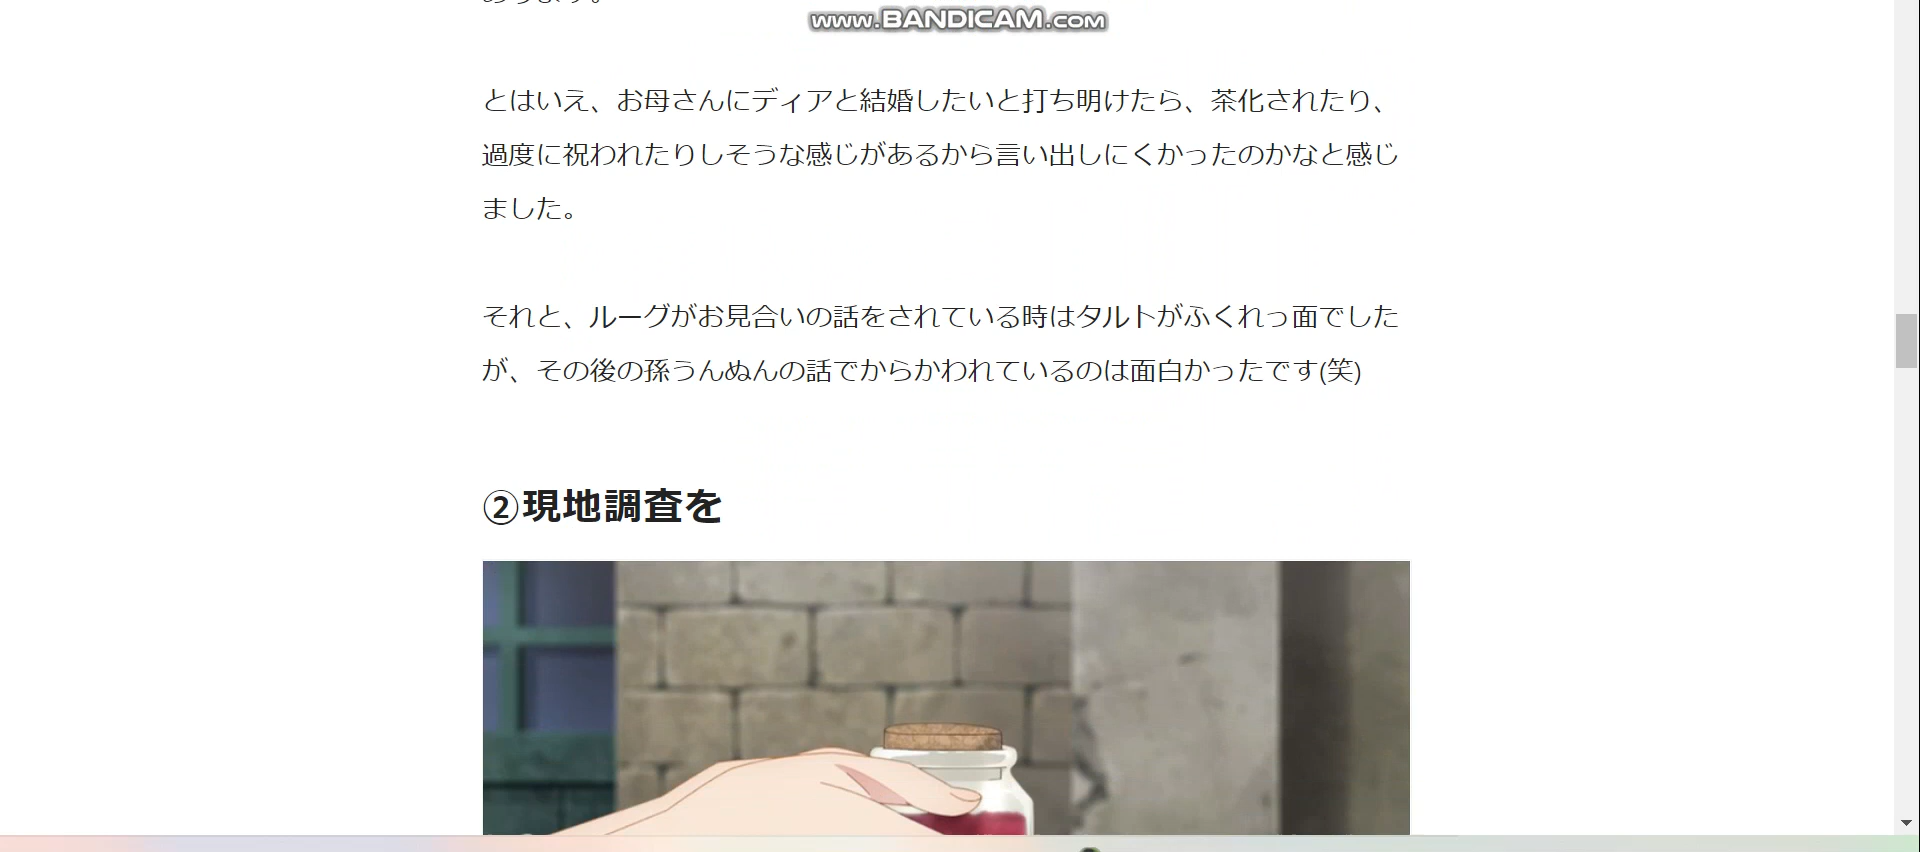 www.BANDICAM.com
とはいえ、お母さんにディアと結婚したいと打ち明けたら、茶化されたり、
過度に祝われたりしそうな感じがあるから言い出しにくかったのかなと感じ
ました。
それと、ルーグがお見合いの話をされている時はタルトがふくれっ面でした
が、その後の孫うんぬんの話でからかわれているのは面白かったです(笑)
②現地調査を